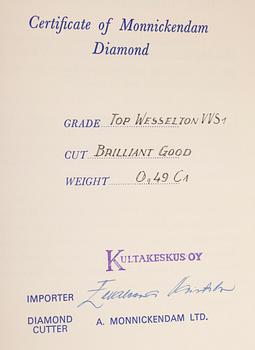 Certificate of Monnickendam
Diamond
GRADE TOP WESSELTON VVS1
CUT BRILLIANT GOOD
WEIGHT 0,49 Ct
KULTAKESKUS OY
IMPORTER
DIAMOND
CUTTER A. MONNICKENDAM LTD.